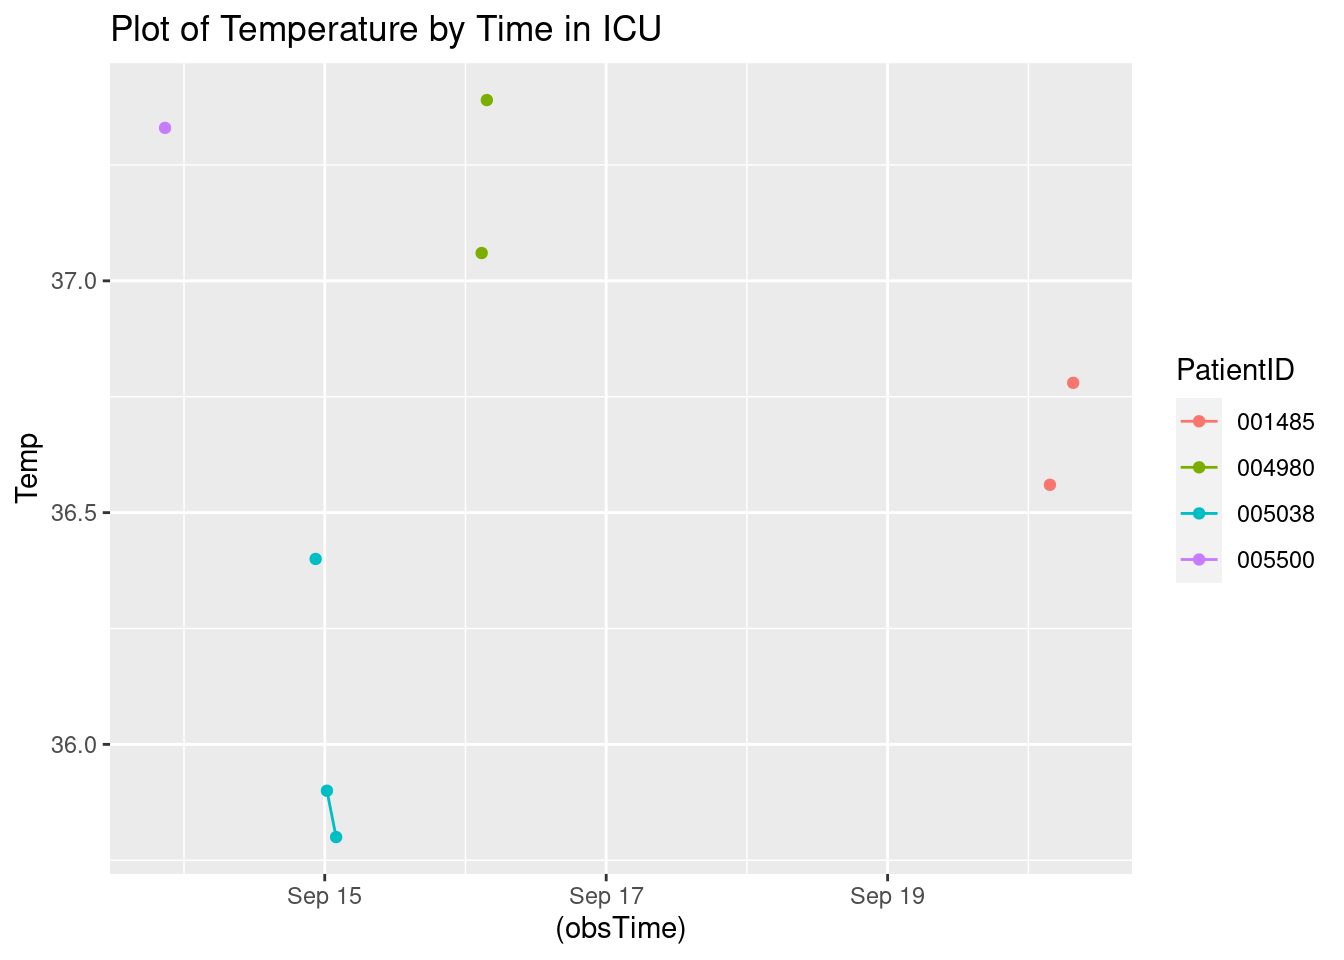 Plot of Temperature by Time in ICU
37.0
36.5
36.0
Temp
Sep 15
Sep 17
Sep 19
(obsTime)
PatientID
001485
004980
005038
005500